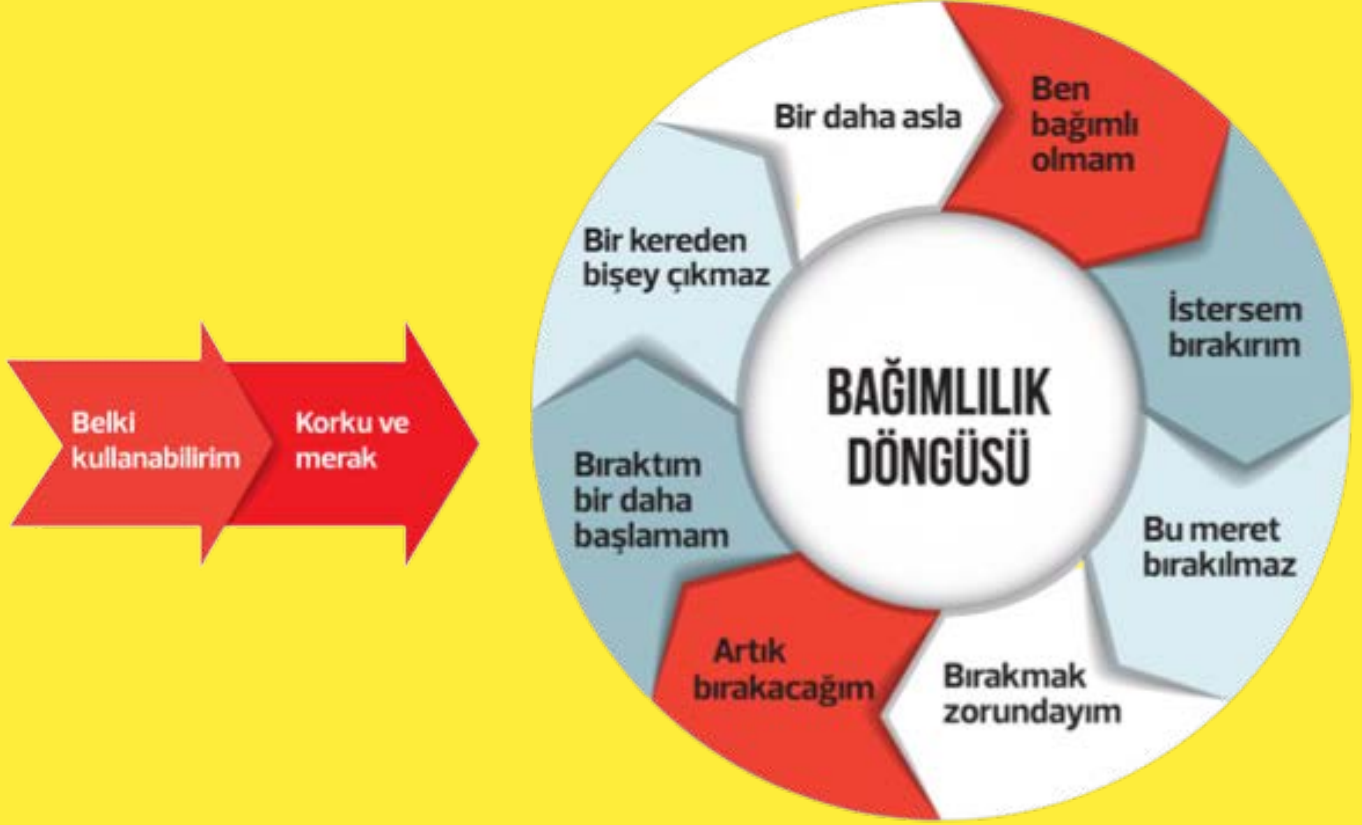 Belki
kullanabilirim
Korku ve
merak
BAĞIMLILIK
DÖNGÜSÜ
Bir kereden
bişey çıkmaz
Bir daha asla
Ben
bağımlı
olmam
İstersem
bırakırım
Bu meret
bırakılmaz
Bırakmak
zorundayım
Artık
bırakacağım
Bıraktım
bir daha
başlamam